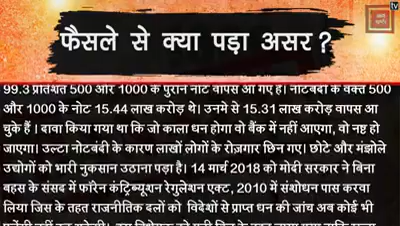 tv
फैसले से क्या पड़ा असर?
99.3 प्रतिशत 500 और 1000 के पुराने नोट वापस आ गए हैं। नोटबंदी के वक्त 500
और 1000 के नोट 15.44 लाख करोड़ थे। उनमे से 15.31 लाख करोड़ वापस आ
चुके हैं । दावा किया गया था कि जो काला धन होगा वो बैंक में नहीं आएगा, वो नष्ट हो
जाएगा। उल्टा नोटबंदी के कारण लाखों लोगों के रोज़गार छिन गए। छोटे और मंझोले
उद्योगों को भारी नुकसान उठाना पड़ा है। 14 मार्च 2018 को मोदी सरकार ने बिना
बहस के संसद में फॉरेन कंट्रिब्यूशन रेगुलेशन एक्ट, 2010 में संशोधन पास करवा
लिया जिस के तहत राजनीतिक दलों को विदेशों से प्राप्त धन की जांच अब कोई भी